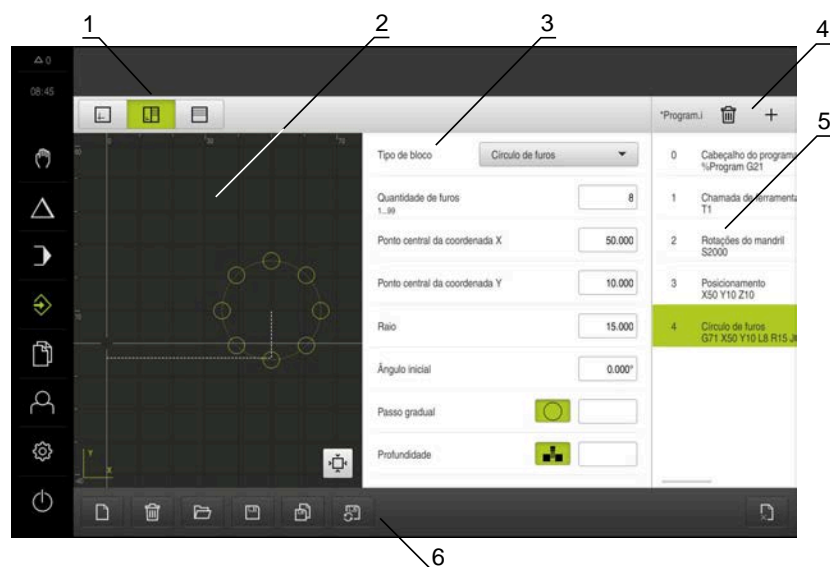 1
2
3
4
5
6
0
08:45
*Program.i
Tipo de bloco
Círculo de furos
Quantidade de furos
1...99
8
Ponto central da coordenada X
50.000
Ponto central da coordenada Y
10.000
Raio
15.000
Ângulo inicial
0.000°
Passo gradual
Profundidade
0 Cabeçalho do programa
%Program G21
1 Chamada de ferramenta
T1
2 Rotações do mandril
S2000
3 Posicionamento
X50 Y10 Z10
4 Círculo de furos
G71 X50 Y10 L8 R15
Y
X